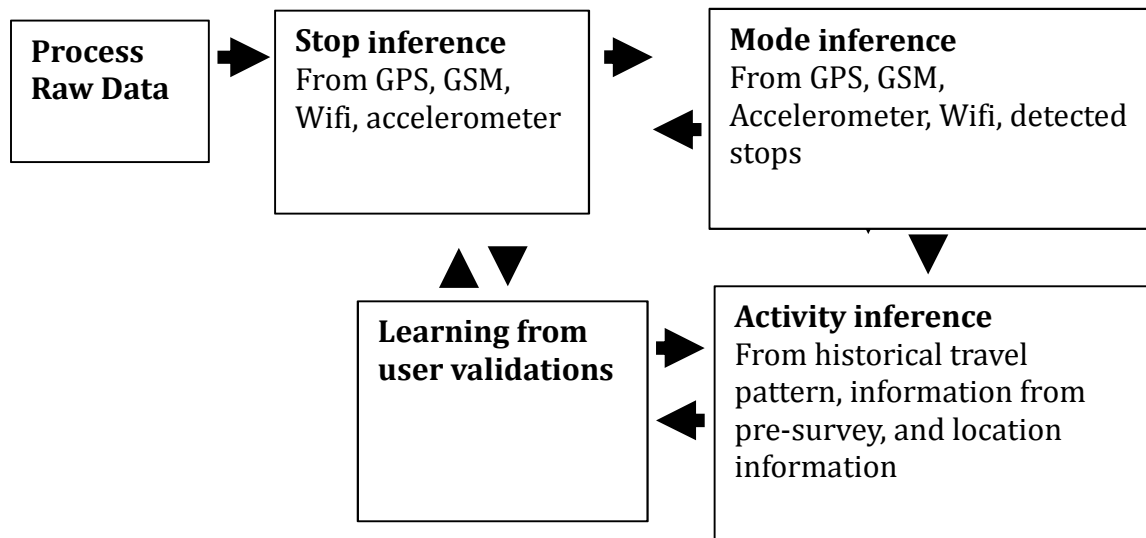 Process
Raw Data
Stop inference
From GPS, GSM,
Wifi, accelerometer
Mode inference
From GPS, GSM,
Accelerometer, Wifi, detected
stops
Learning from
user validations
Activity inference
From historical travel
pattern, information from
pre-survey, and location
information